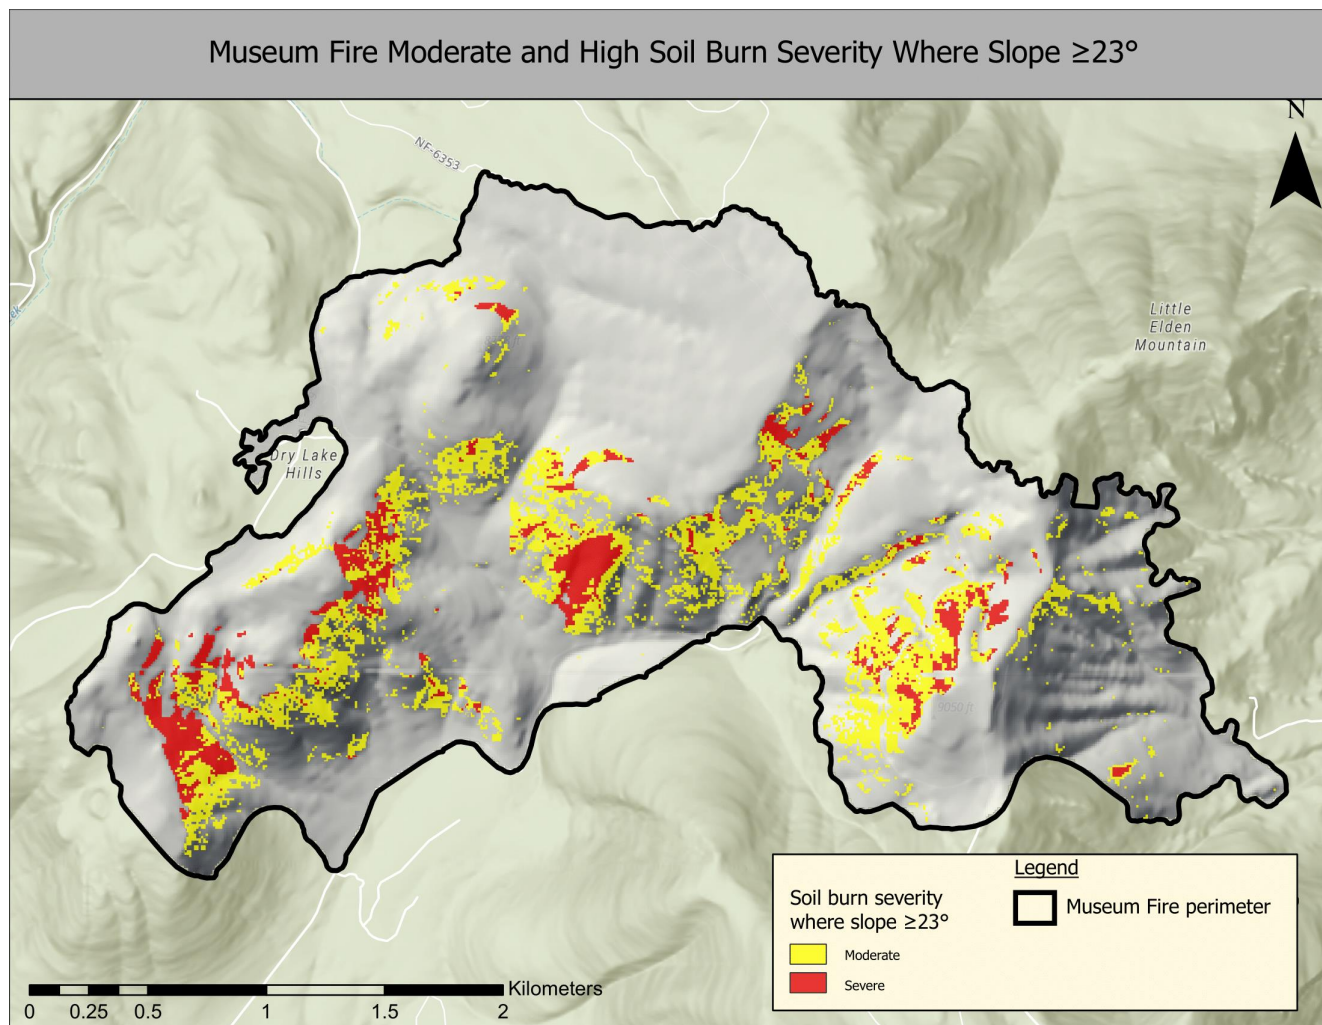 Museum Fire Moderate and High Soil Burn Severity Where Slope ≥23°
N
NF-6353
Little
Elden
Mountain
ek
Dry Lake
Hills
9050 ft
Legend
Soil burn severity
where slope ≥23°
Moderate
Severe
Museum Fire perimeter
Kilometers
0 0.25 0.5 1 1.5 2